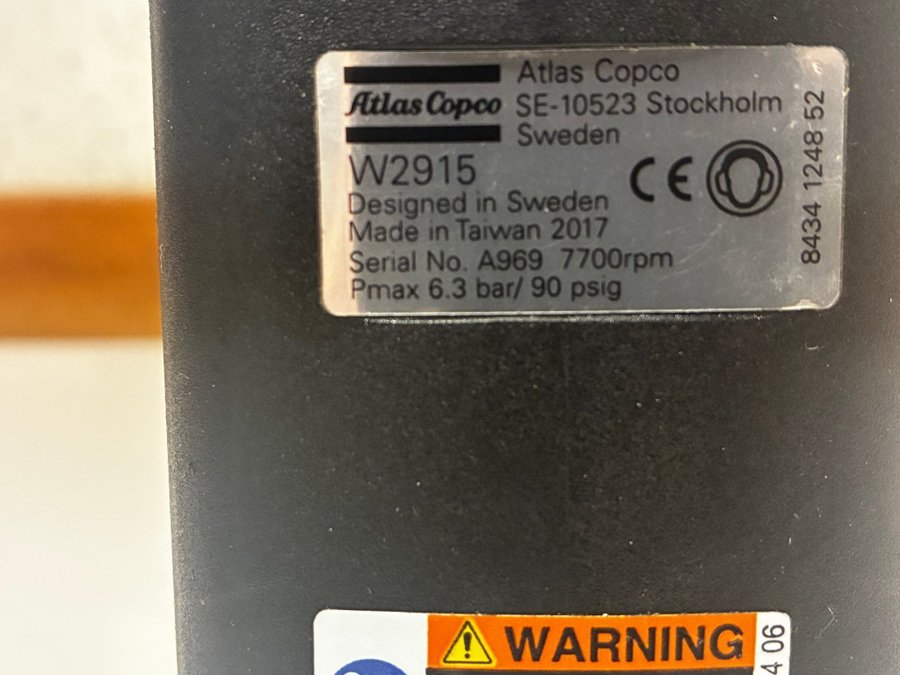 Atlas Copco
Atlas Copco
SE-10523 Stockholm
Sweden
W2915
CE
Designed in Sweden
Made in Taiwan 2017
Serial No. A969 7700rpm
Pmax 6.3 bar/ 90 psig
8434 1248 52
WARNING
4 06